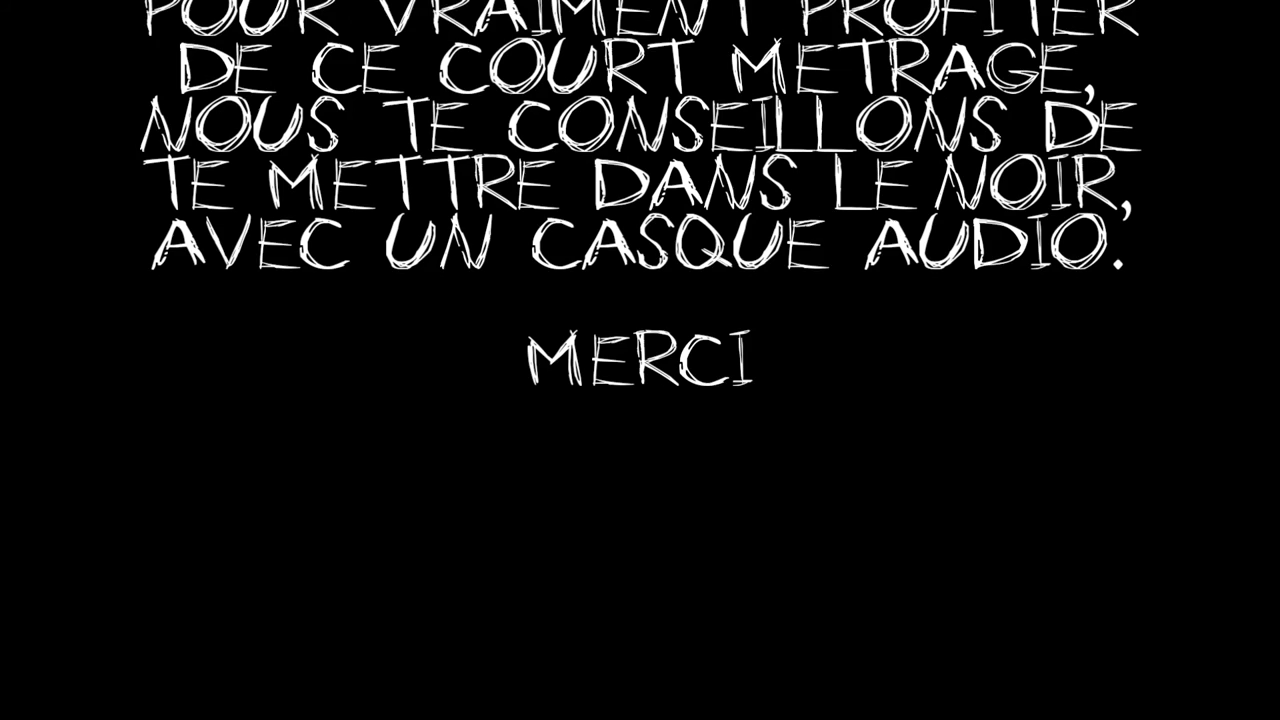 POUR VRAIMENT PROFITER
DE CE COURT METRAGE,
NOUS TE CONSEILLONS DE
TE METTRE DANS LE NOIR,
AVEC UN CASQUE AUDIO.
MERCI